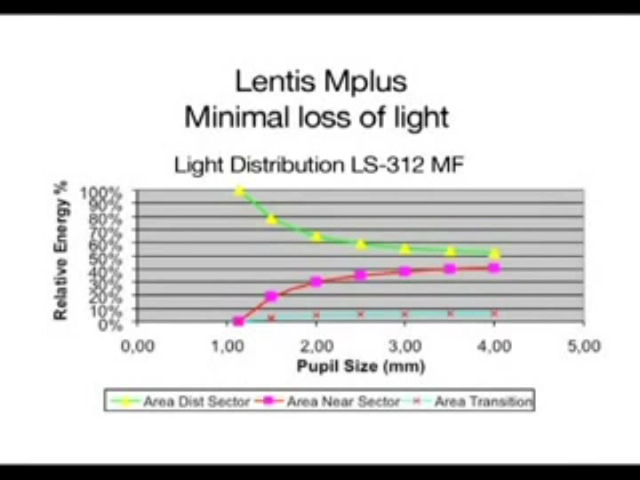 Lentis Mplus
Minimal loss of light
Light Distribution LS-312 MF
Relative Energy %
100%
90%
80%
70%
60%
50%
40%
30%
20%
10%
0%
0,00 1,00 2,00 3,00 4,00 5,00
Pupil Size (mm)
Area Dist Sector Area Near Sector Area Transition